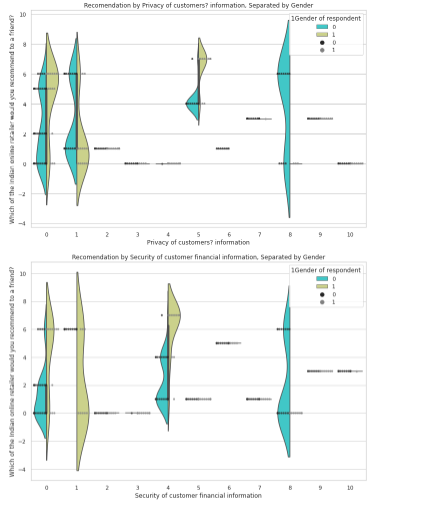 Recomendation by Privacy of customers? information, Separated by Gender
Which of the Indian online retailer would you recommend to a friend?
10
8
6
4
2
0
−2
−4
1Gender of respondent
0
1
0
1
0 1 2 3 4 5 6 7 8 9 10
Privacy of customers? information
Recomendation by Security of customer financial information, Separated by Gender
Which of the Indian online retailer would you recommend to a friend?
10
8
6
4
2
0
−2
−4
1Gender of respondent
0
1
0
1
0 1 2 3 4 5 6 7 8 9 10
Security of customer financial information